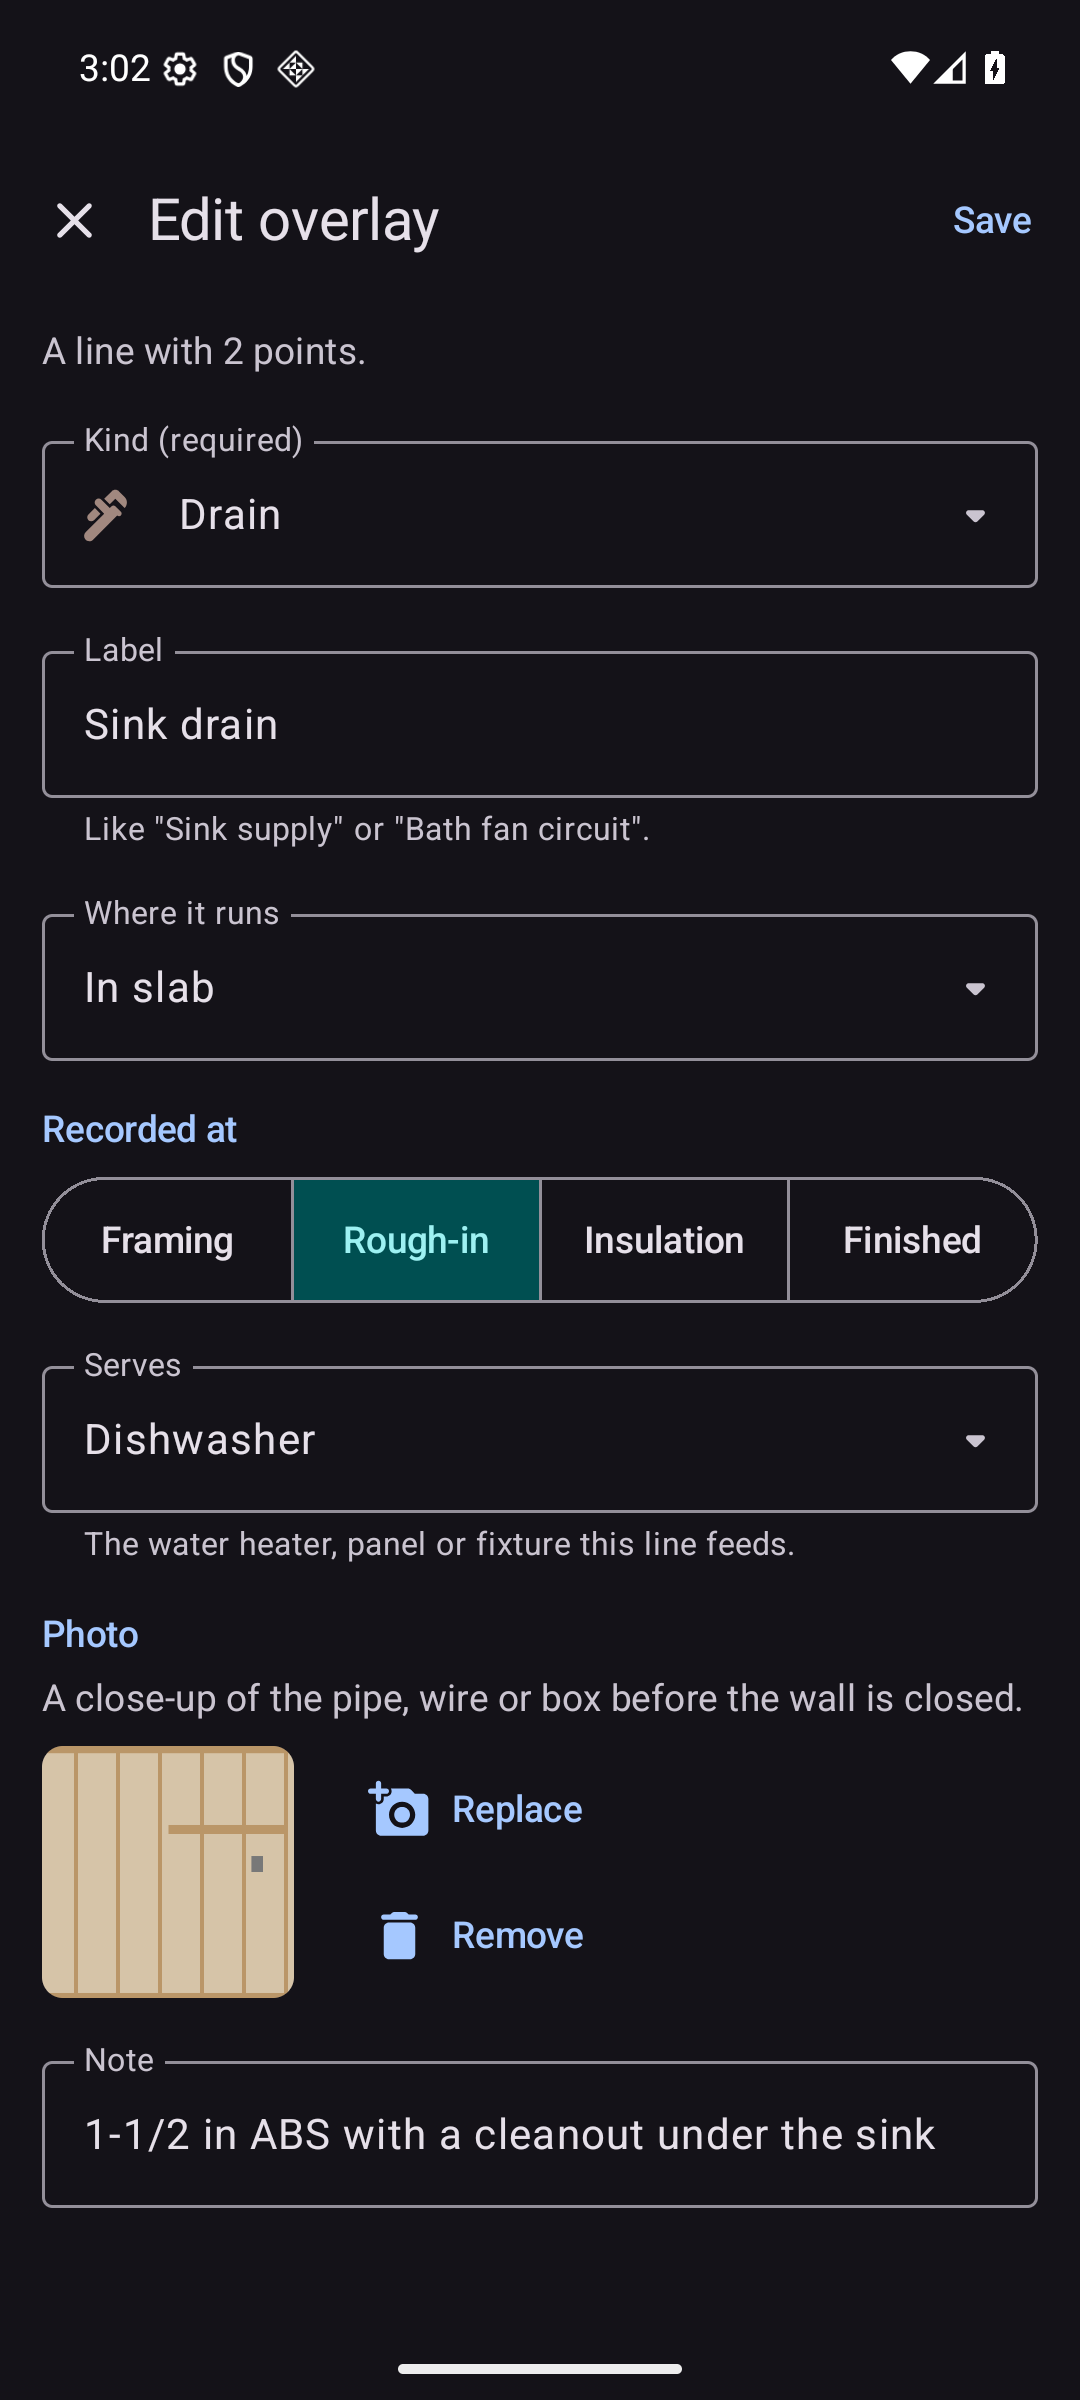 3:02
Edit overlay
Save
A line with 2 points.
Kind (required)
Drain
Label
Sink drain
Like "Sink supply" or "Bath fan circuit".
Where it runs
In slab
Recorded at
Framing
Rough-in
Insulation
Finished
Serves
Dishwasher
The water heater, panel or fixture this line feeds.
Photo
A close-up of the pipe, wire or box before the wall is closed.
Replace
Remove
Note
1-1/2 in ABS with a cleanout under the sink